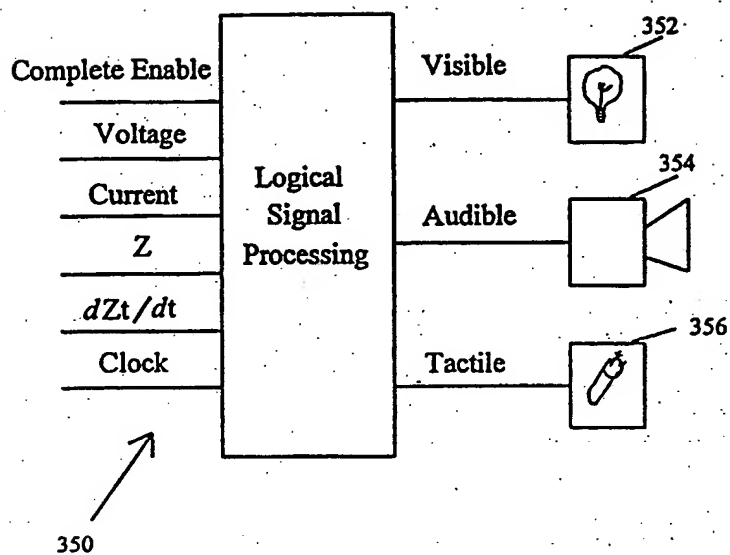 352
Complete Enable
Visible
Voltage
354
Current
Logical
Signal
Processing
Audible
Z
dZt/dt
356
Clock
Tactile
350